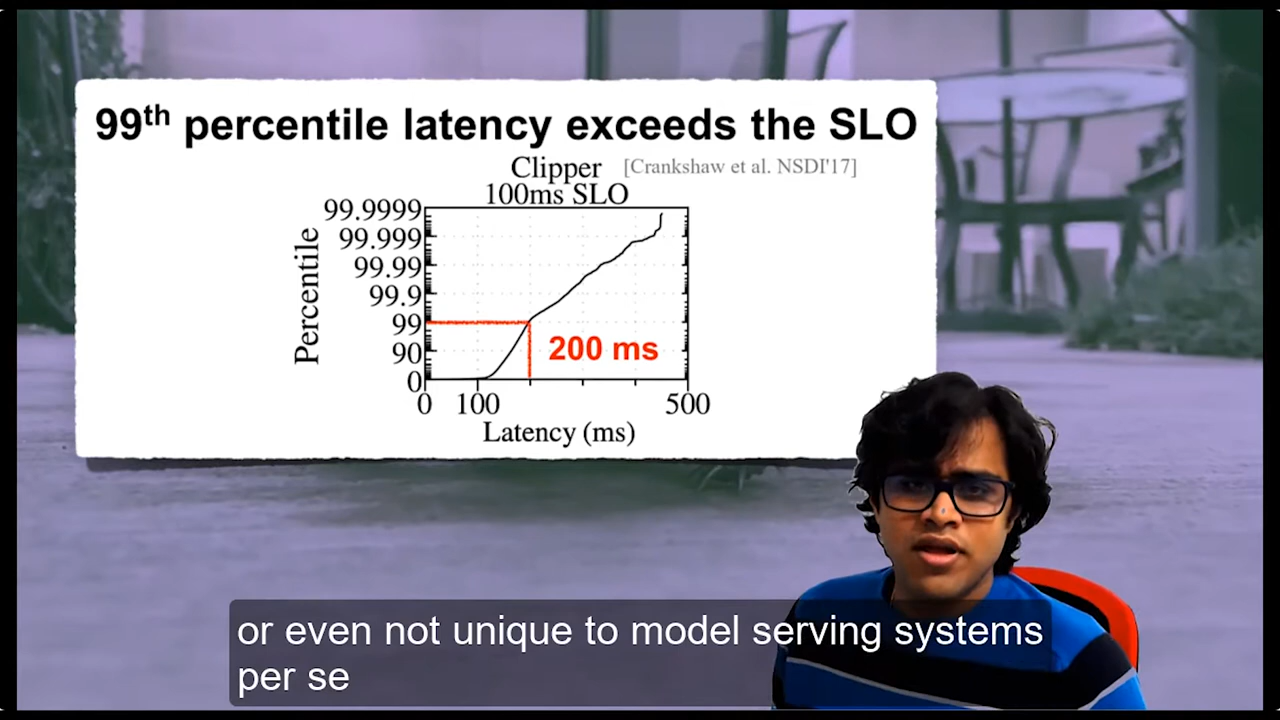 99th percentile latency exceeds the SLO
Clipper [Crankshaw et al. NSDI'17]
100ms SLO
Percentile
99.9999
99.999
99.99
99.9
99
90
0
200 ms
0 100 500
Latency (ms)
or even not unique to model serving systems
per se